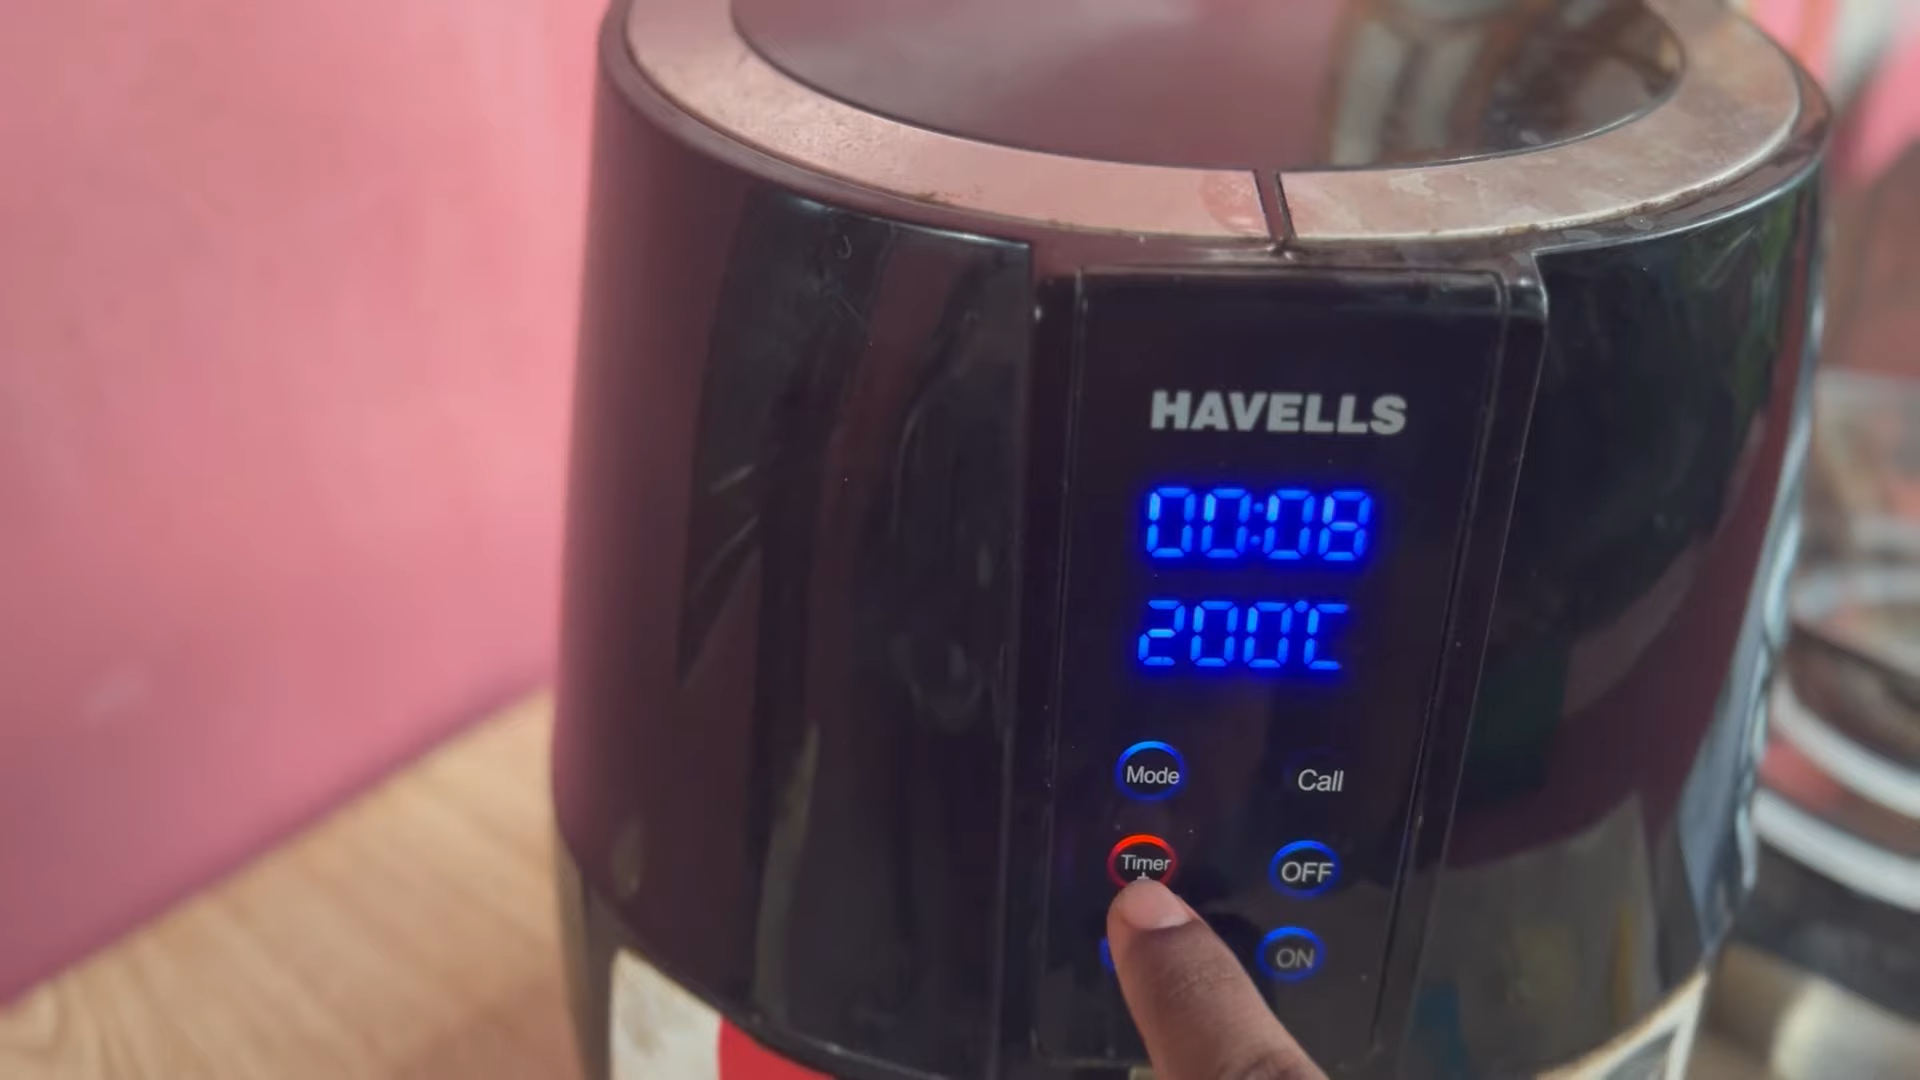 HAVELLS
00:08
200°C
Mode
Call
Timer
+
OFF
ON